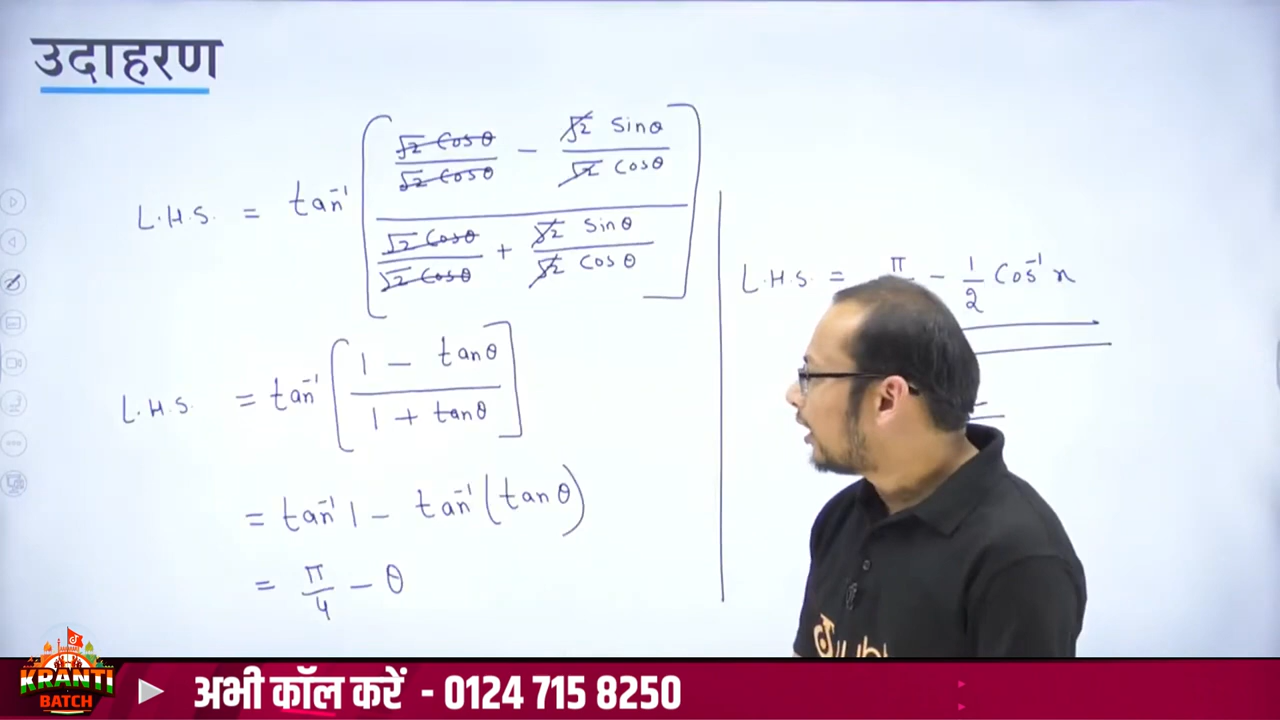 उदाहरण
L.H.S. = tan⁻¹ [ (√2 Cosθ / √2 Cosθ − √2 Sinθ / √2 Cosθ) / (√2 Cosθ / √2 Cosθ + √2 Sinθ / √2 Cosθ) ]
L.H.S. = tan⁻¹ [ (1 − tanθ) / (1 + tanθ) ]
= tan⁻¹ 1 − tan⁻¹ (tanθ)
= π/4 − θ
L.H.S. = π − 1/2 Cos⁻¹ x
KRANTI
BATCH
अभी कॉल करें - 0124 715 8250